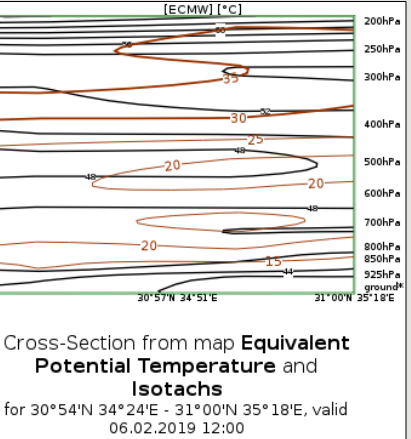 [ECMW] [°C]
200hPa
250hPa
35
300hPa
52
30
400hPa
25
48
20
500hPa
48
20
600hPa
48
700hPa
20
800hPa
15
850hPa
44
925hPa
ground*
30°57'N 34°51'E 31°00'N 35°18'E
Cross-Section from map Equivalent
Potential Temperature and
Isotachs
for 30°54'N 34°24'E - 31°00'N 35°18'E, valid
06.02.2019 12:00